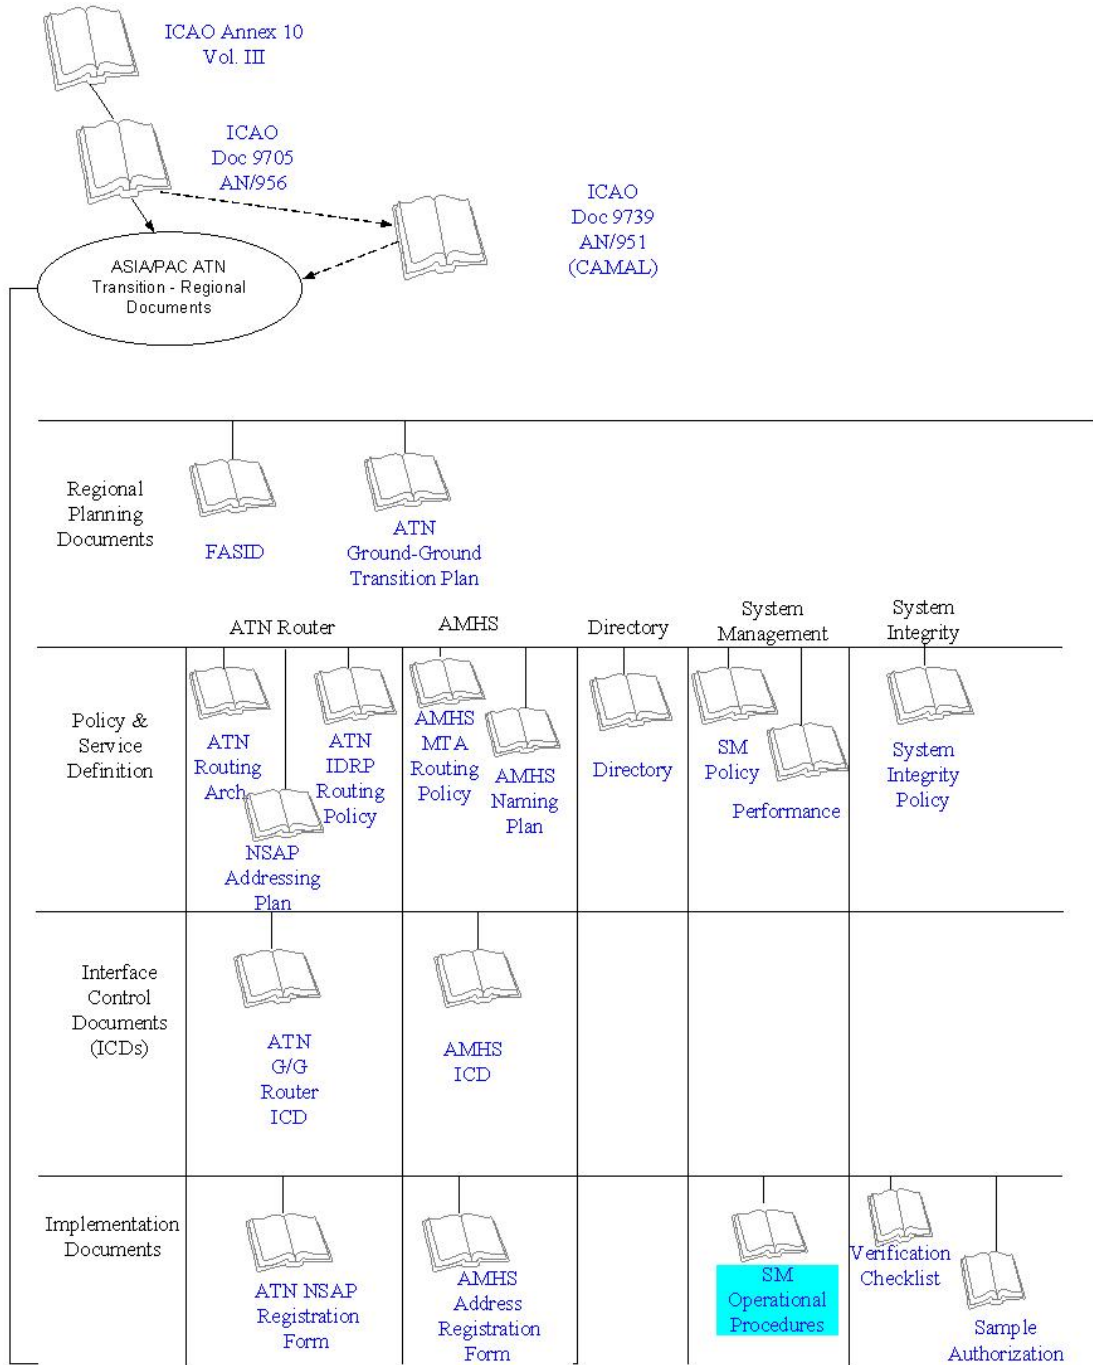 ICAO Annex 10
Vol. III
ICAO
Doc 9705
AN/956
ICAO
Doc 9739
AN/951
(CAMAL)
ASIA/PAC ATN
Transition - Regional
Documents
Regional
Planning
Documents
FASID
ATN
Ground-Ground
Transition Plan
ATN Router
AMHS
Directory
System
Management
System
Integrity
Policy &
Service
Definition
ATN
Routing
Arch
NSAP
Addressing
Plan
ATN
IDRP
Routing
Policy
AMHS
MTA
Routing
Policy
AMHS
Naming
Plan
Directory
SM
Policy
Performance
System
Integrity
Policy
Interface
Control
Documents
(ICDs)
ATN
G/G
Router
ICD
AMHS
ICD
Implementation
Documents
ATN NSAP
Registration
Form
AMHS
Address
Registration
Form
SM
Operational
Procedures
Verification
Checklist
Sample
Authorization